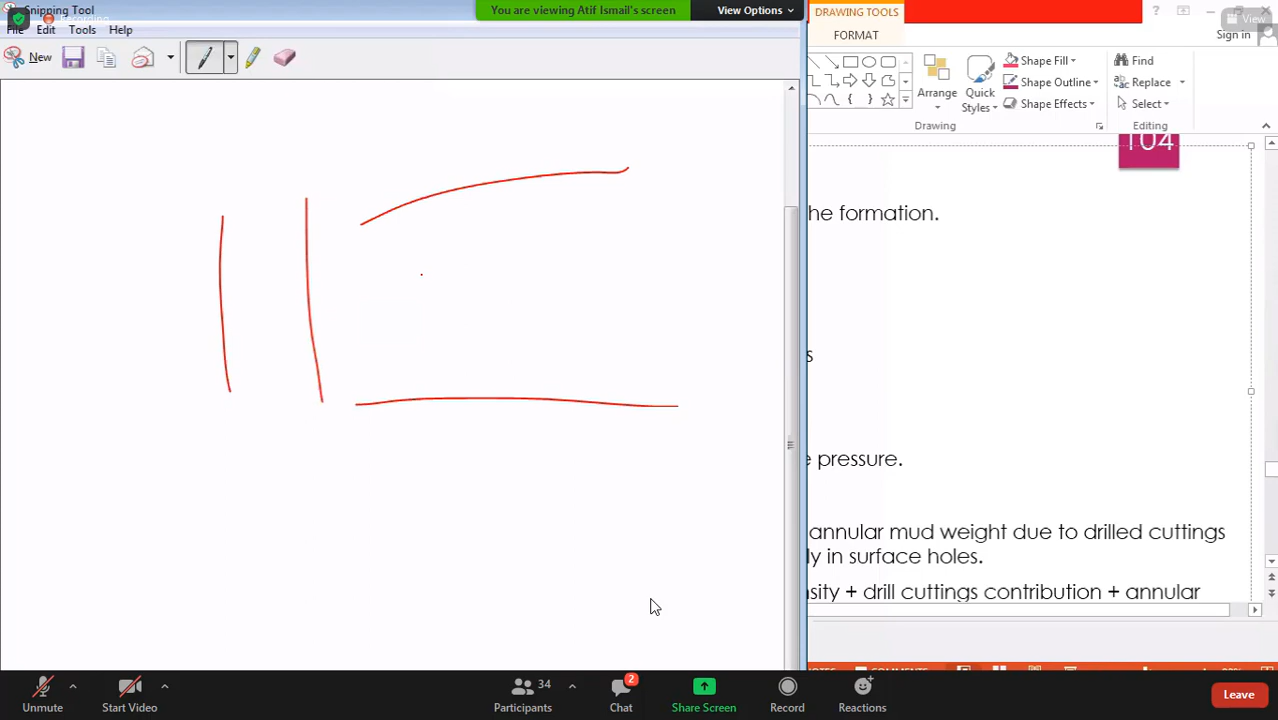 Snipping Tool
Recording
You are viewing Atif Ismail's screen
View Options
DRAWING TOOLS
View
File Edit Tools Help
FORMAT
Sign in
New
Arrange
Quick Styles
Shape Fill
Shape Outline
Shape Effects
Find
Replace
Select
Drawing
Editing
104
he formation.
s
e pressure.
annular mud weight due to drilled cuttings
ly in surface holes.
sity + drill cuttings contribution + annular
COMMENTS
Unmute
Start Video
34
Participants
2
Chat
Share Screen
Record
Reactions
Leave